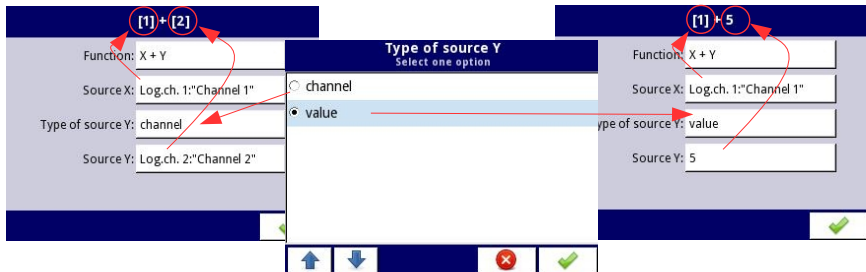 [1] + [2]
Function: X + Y
Source X: Log.ch. 1:"Channel 1"
Type of source Y: channel
Source Y: Log.ch. 2:"Channel 2"
Type of source Y
Select one option
channel
value
[1] + 5
Function: X + Y
Source X: Log.ch. 1:"Channel 1"
ype of source Y: value
Source Y: 5